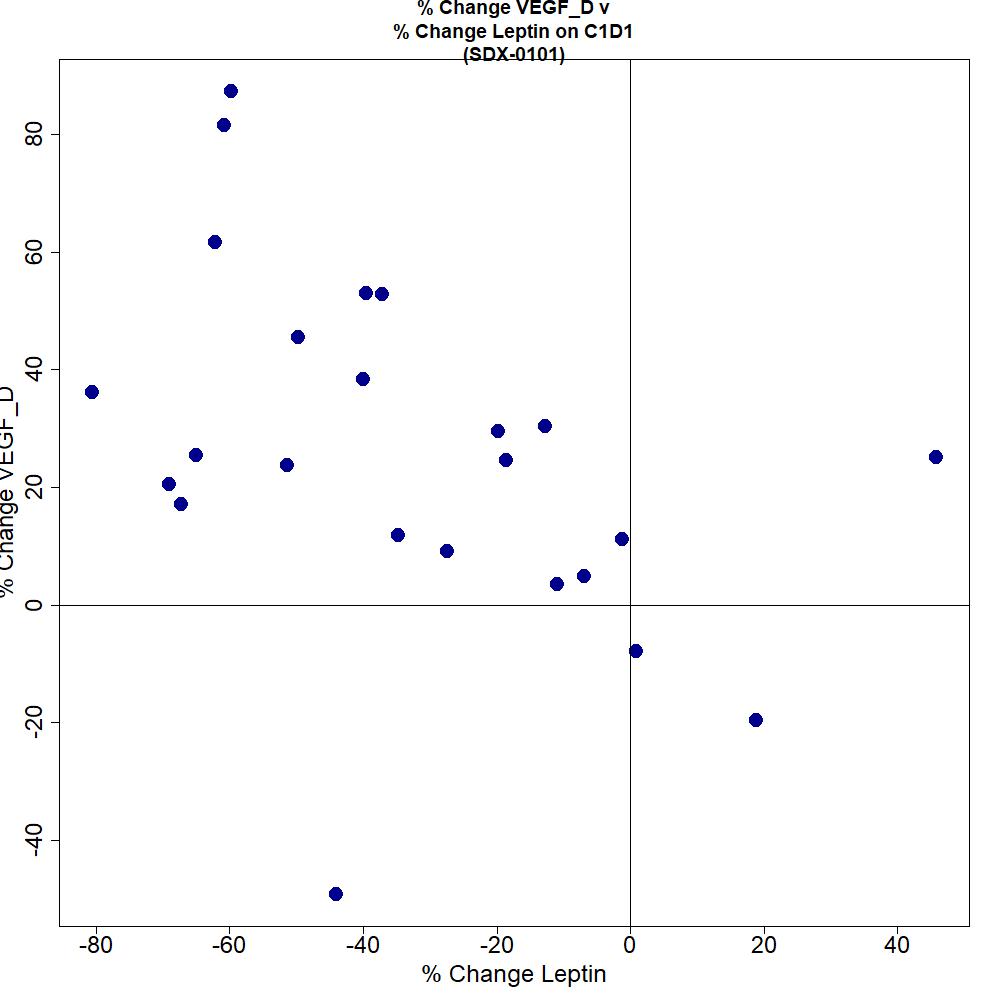 % Change VEGF_D v
% Change Leptin on C1D1
(SDX-0101)
% Change VEGF_D
80
60
40
20
0
-20
-40
-80
-60
-40
-20
0
20
40
% Change Leptin